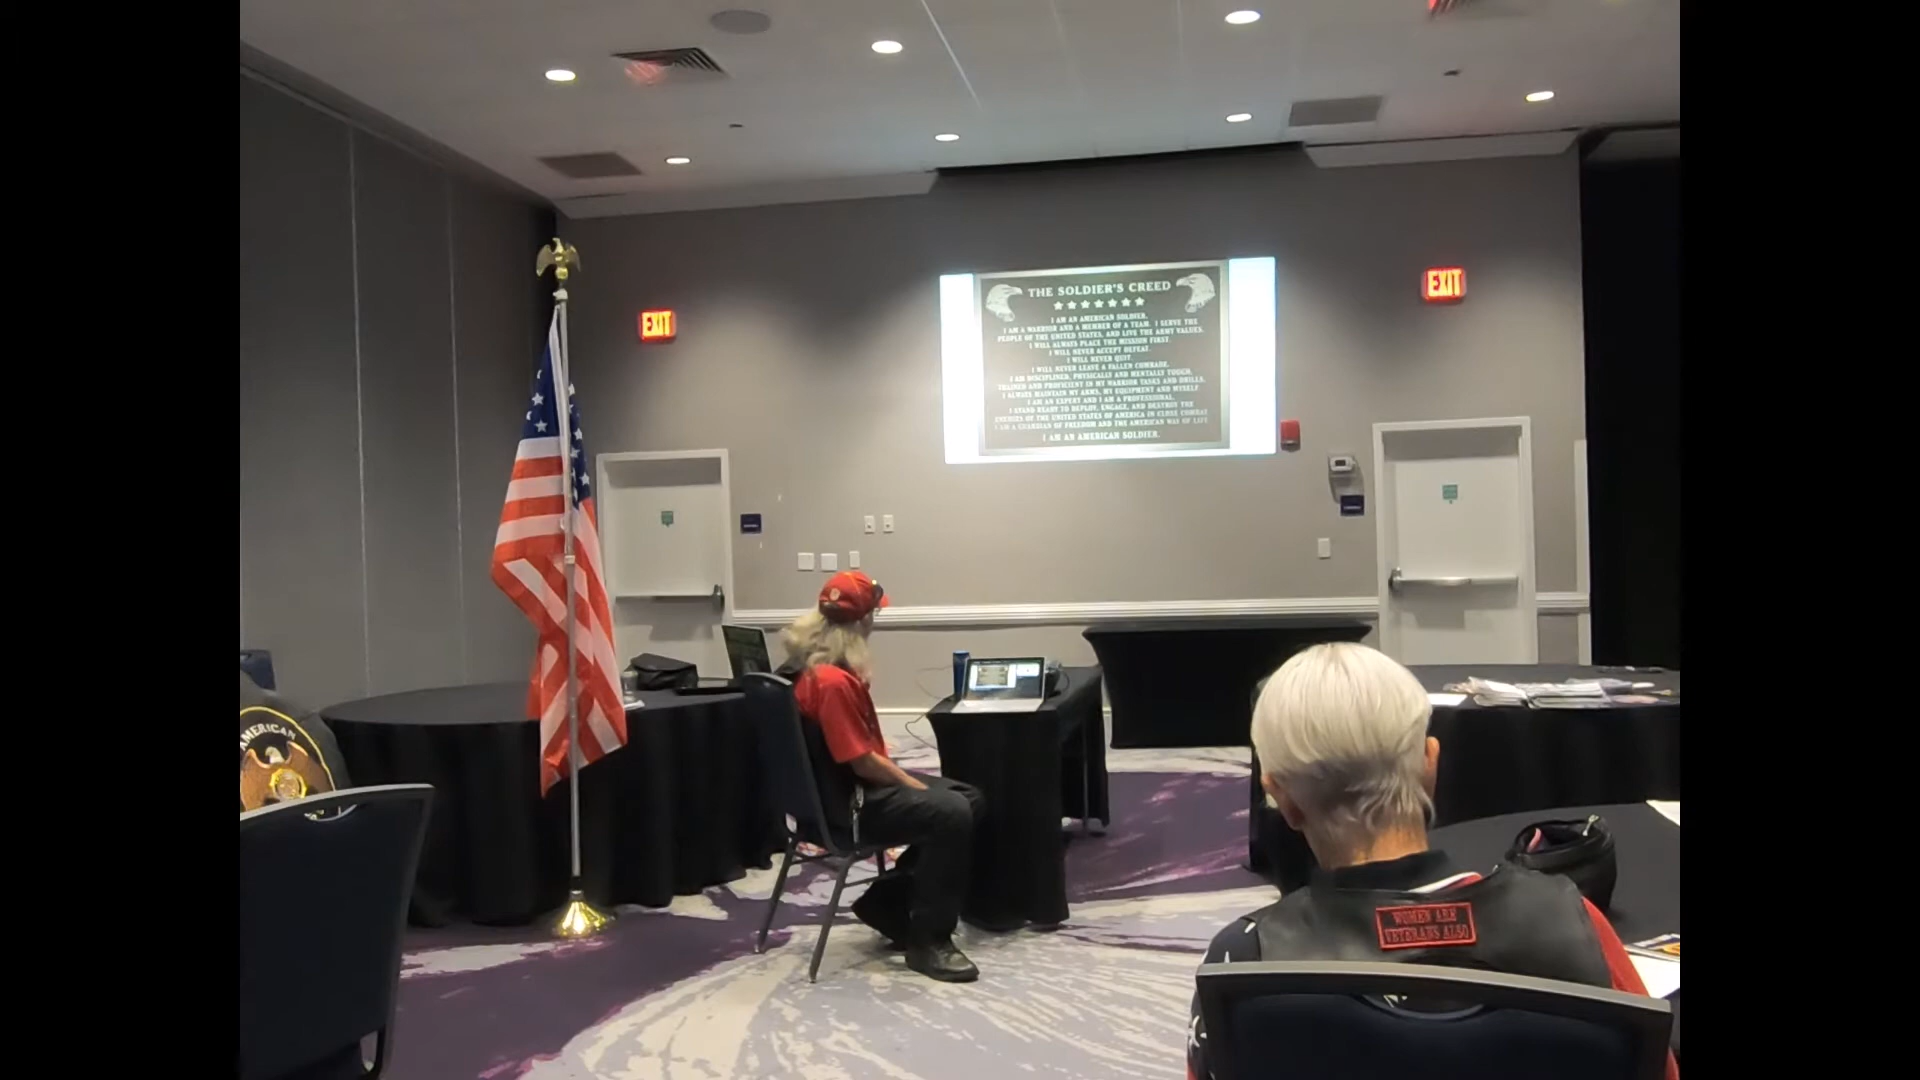 EXIT
EXIT
THE SOLDIER'S CREED
I AM AN AMERICAN SOLDIER.
I AM A WARRIOR AND A MEMBER OF A TEAM. I SERVE THE
PEOPLE OF THE UNITED STATES, AND LIVE THE ARMY VALUES.
I WILL ALWAYS PLACE THE MISSION FIRST.
I WILL NEVER ACCEPT DEFEAT.
I WILL NEVER QUIT.
I WILL NEVER LEAVE A FALLEN COMRADE.
I AM DISCIPLINED, PHYSICALLY AND MENTALLY TOUGH,
TRAINED AND PROFICIENT IN MY WARRIOR TASKS AND DRILLS.
I ALWAYS MAINTAIN MY ARMS, MY EQUIPMENT AND MYSELF.
I AM AN EXPERT AND I AM A PROFESSIONAL.
I STAND READY TO DEPLOY, ENGAGE, AND DESTROY THE
ENEMIES OF THE UNITED STATES OF AMERICA IN CLOSE COMBAT.
I AM A GUARDIAN OF FREEDOM AND THE AMERICAN WAY OF LIFE
I AM AN AMERICAN SOLDIER.
AMERICAN
WOMEN ARE
VETERANS ALSO